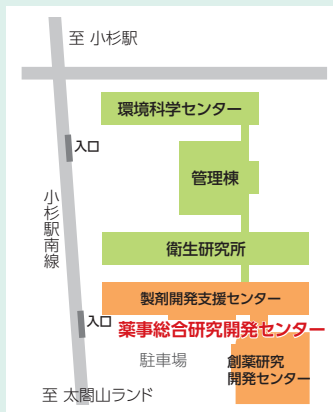 至 小杉駅
環境科学センター
入口
管理棟
小杉駅南線
衛生研究所
製剤開発支援センター
入口
薬事総合研究開発センター
駐車場
創薬研究
開発センター
至 太閤山ランド